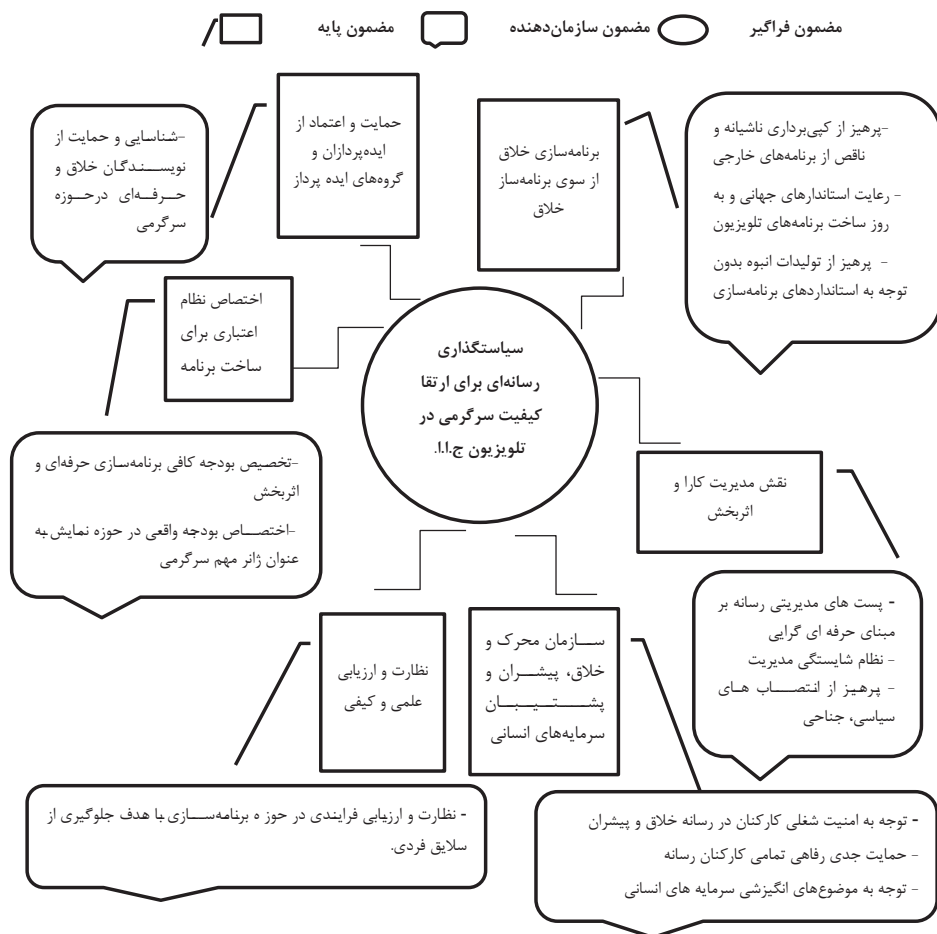 مضمون فراگیر
مضمون سازمان‌دهنده
مضمون پایه
-پرهیز از کپی‌برداری ناشیانه و
ناقص از برنامه‌های خارجی
- رعایت استاندارهای جهانی و به
روز ساخت برنامه‌های تلویزیون
- پرهیز از تولیدات انبوه بدون
توجه به استانداردهای برنامه‌سازی
برنامه‌سازی خلاق
از سوی برنامه‌ساز
خلاق
حمایت و اعتماد از
ایده‌پردازان و
گروه‌های ایده پرداز
-شناسایی و حمایت از
نویسندگان خلاق و
حرفه‌ای درحوزه
سرگرمی
اختصاص نظام
اعتباری برای
ساخت برنامه
سیاستگذاری
رسانه‌ای برای ارتقا
کیفیت سرگرمی در
تلویزیون ج.ا.ا.
نقش مدیریت کارا و
اثربخش
-تخصیص بودجه کافی برنامه‌سازی حرفه‌ای و
اثربخش
-اختصاص بودجه واقعی در حوزه نمایش به
عنوان ژانر مهم سرگرمی
- پست های مدیریتی رسانه بر
مبنای حرفه ای گرایی
- نظام شایستگی مدیریت
- پرهیز از انتصاب های
سیاسی، جناحی
سازمان محرک و
خلاق، پیشران و
پشتیبان
سرمایه‌های انسانی
نظارت و ارزیابی
علمی و کیفی
- نظارت و ارزیابی فرایندی در حوز ه برنامه‌سازی با هدف جلوگیری از
سلایق فردی.
- توجه به امنیت شغلی کارکنان در رسانه خلاق و پیشران
- حمایت جدی رفاهی تمامی کارکنان رسانه
- توجه به موضوع‌های انگیزشی سرمایه های انسانی